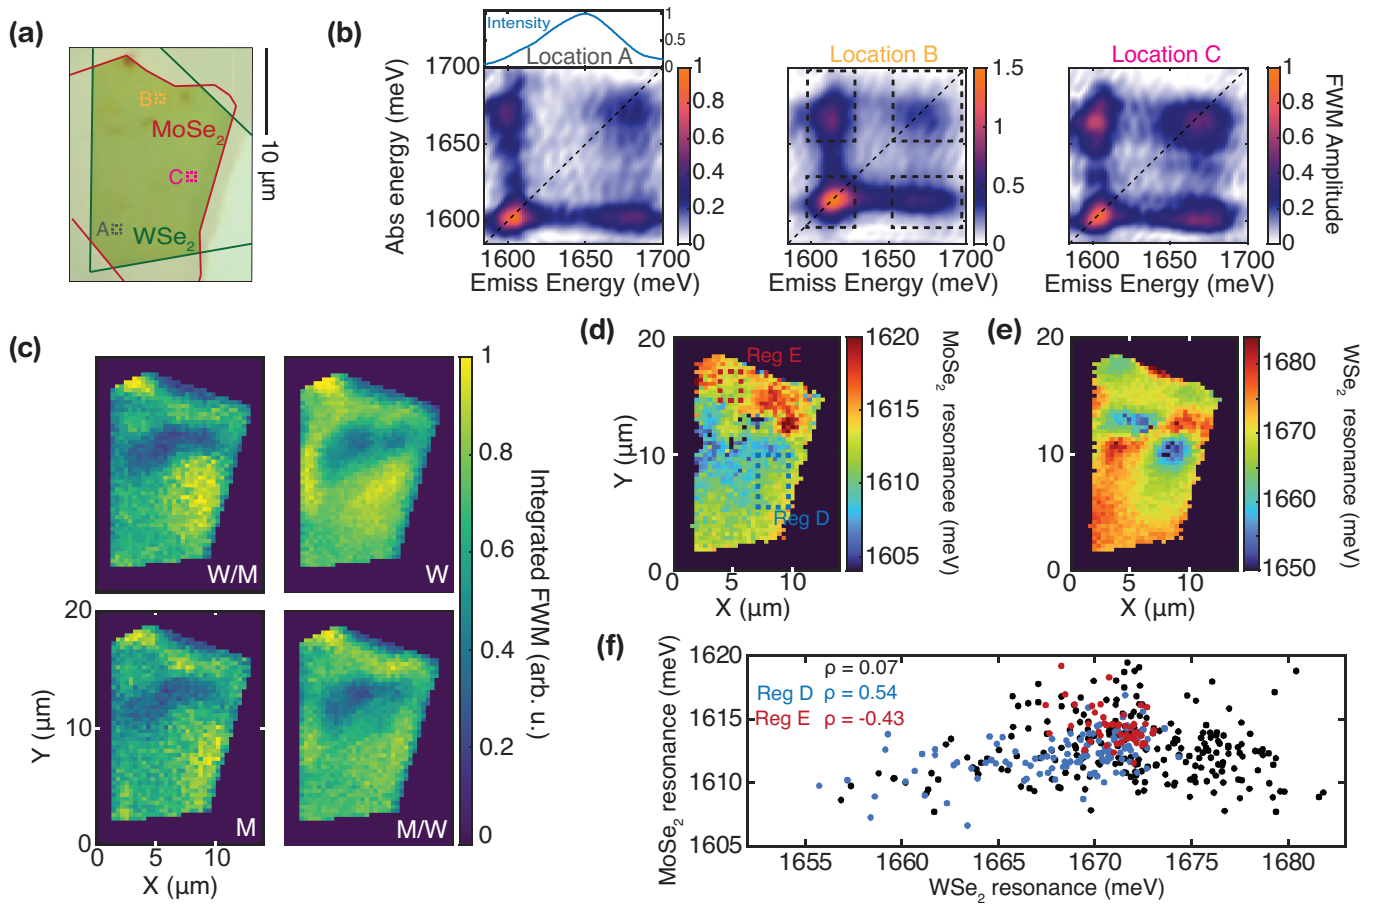 (a)
B
MoSe2
C
A
WSe2
10 µm
(b)
Intensity
1
0.5
0
Location A
Location B
Location C
Abs energy (meV)
1700
1650
1600
1600 1650 1700
Emiss Energy (meV)
1
0.8
0.6
0.4
0.2
0
1600 1650
Emiss Energy (meV)
1.5
1
0.5
0
1600 1650 1700
Emiss Energy (meV)
1
0.8
0.6
0.4
0.2
0
FWM Amplitude
(c)
W/M
W
M
M/W
20
10
0
Y (µm)
0 5 10
X (µm)
1
0.8
0.6
0.4
0.2
0
Integrated FWM (arb. u.)
(d)
Reg E
Reg D
20
10
0
Y (µm)
0 5 10
X (µm)
1620
1615
1610
1605
MoSe2 resonancee (meV)
(e)
20
10
0
0 5 10
X (µm)
1680
1670
1660
1650
WSe2 resonance (meV)
(f)
ρ = 0.07
Reg D ρ = 0.54
Reg E ρ = -0.43
1620
1615
1610
1605
MoSe2 resonance (meV)
1655 1660 1665 1670 1675 1680
WSe2 resonance (meV)